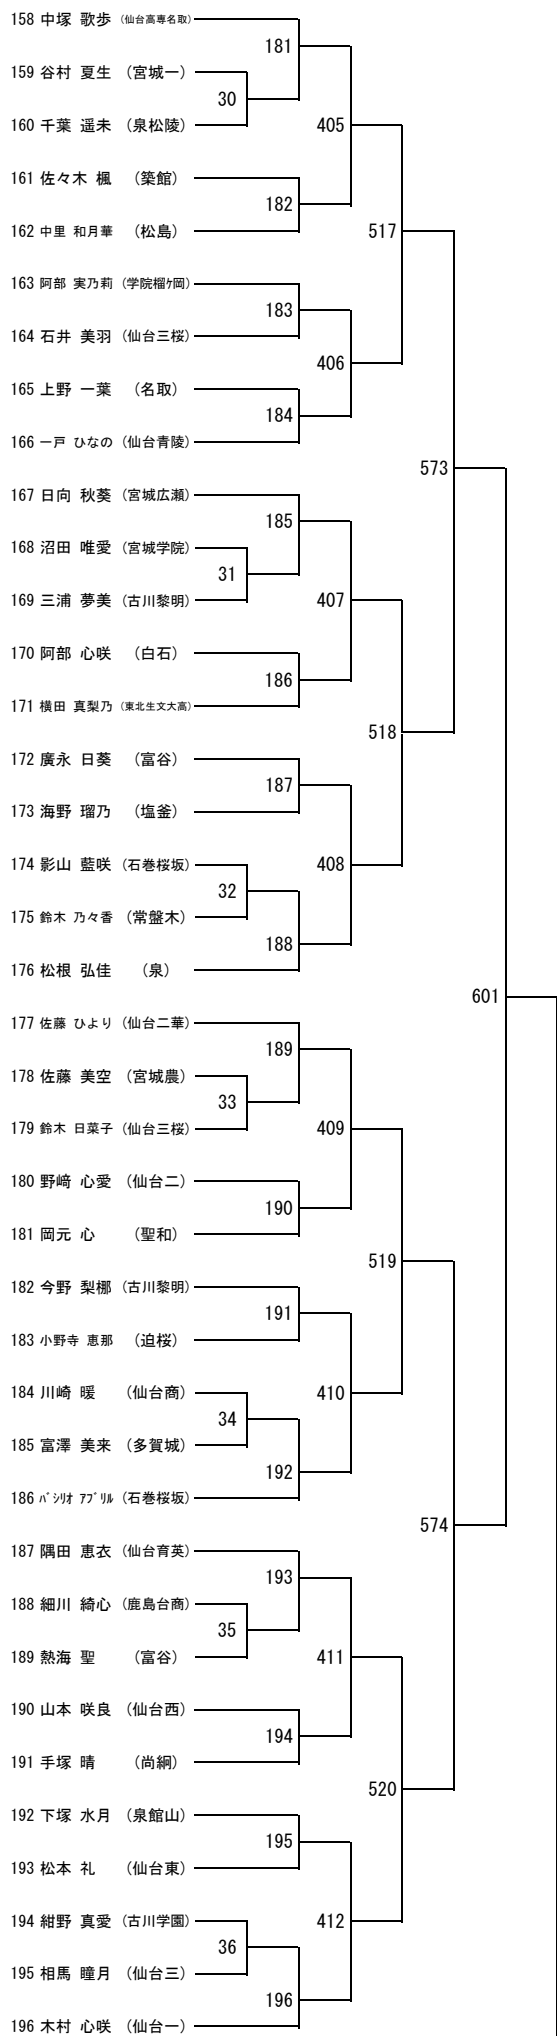 158 中塚 歌歩 (仙台高専名取)
181
159 谷村 夏生 (宮城一)
30
160 千葉 遥未 (泉松陵)
405
161 佐々木 楓 (築館)
182
162 中里 和月華 (松島)
517
163 阿部 実乃莉 (学院榴ケ岡)
183
164 石井 美羽 (仙台三桜)
406
165 上野 一葉 (名取)
184
166 一戸 ひなの (仙台青陵)
573
167 日向 秋葵 (宮城広瀬)
185
168 沼田 唯愛 (宮城学院)
31
169 三浦 夢美 (古川黎明)
407
170 阿部 心咲 (白石)
186
171 横田 真梨乃 (東北生文大高)
518
172 廣永 日葵 (富谷)
187
173 海野 瑠乃 (塩釜)
174 影山 藍咲 (石巻桜坂)
408
32
175 鈴木 乃々香 (常盤木)
188
176 松根 弘佳 (泉)
601
177 佐藤 ひより (仙台二華)
189
178 佐藤 美空 (宮城農)
33
179 鈴木 日菜子 (仙台三桜)
409
180 野﨑 心愛 (仙台二)
190
181 岡元 心 (聖和)
519
182 今野 梨梛 (古川黎明)
191
183 小野寺 恵那 (迫桜)
184 川崎 暖 (仙台商)
410
34
185 富澤 美来 (多賀城)
192
186 バシリオ アブリル (石巻桜坂)
574
187 隅田 恵衣 (仙台育英)
193
188 細川 綺心 (鹿島台商)
35
189 熱海 聖 (富谷)
411
190 山本 咲良 (仙台西)
194
191 手塚 晴 (尚絅)
520
192 下塚 水月 (泉館山)
195
193 松本 礼 (仙台東)
194 紺野 真愛 (古川学園)
412
36
195 相馬 瞳月 (仙台三)
196
196 木村 心咲 (仙台一)